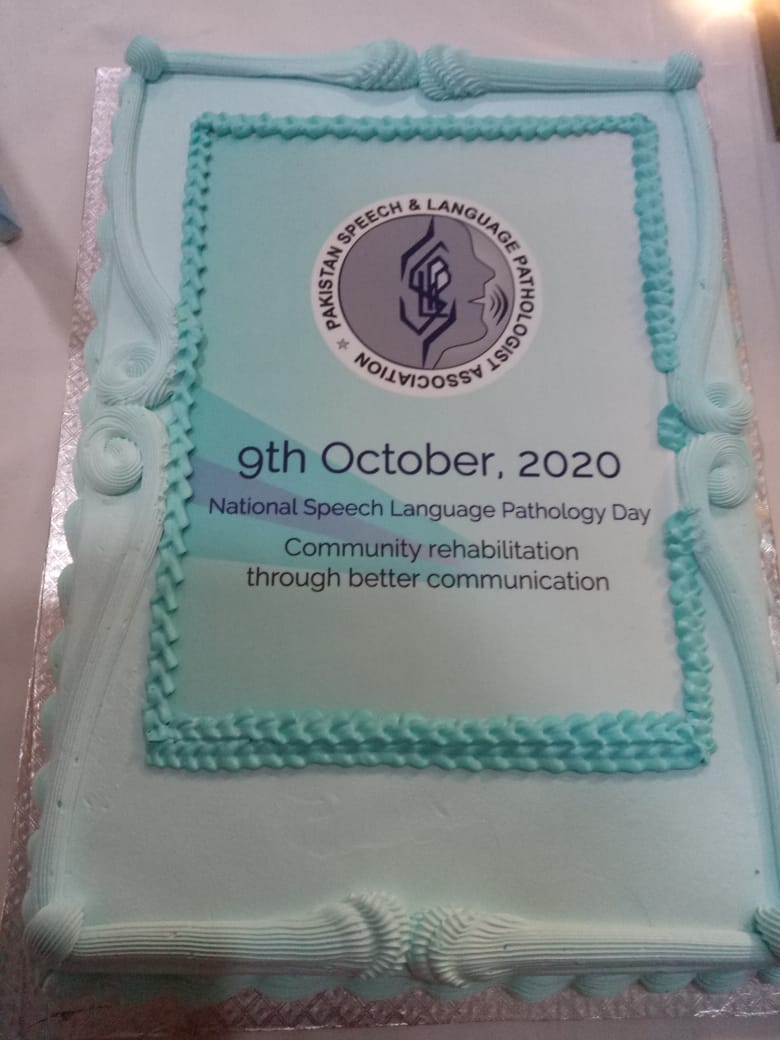 PAKISTAN SPEECH & LANGUAGE PATHOLOGIST ASSOCIATION
9th October, 2020
National Speech Language Pathology Day
Community rehabilitation
through better communication